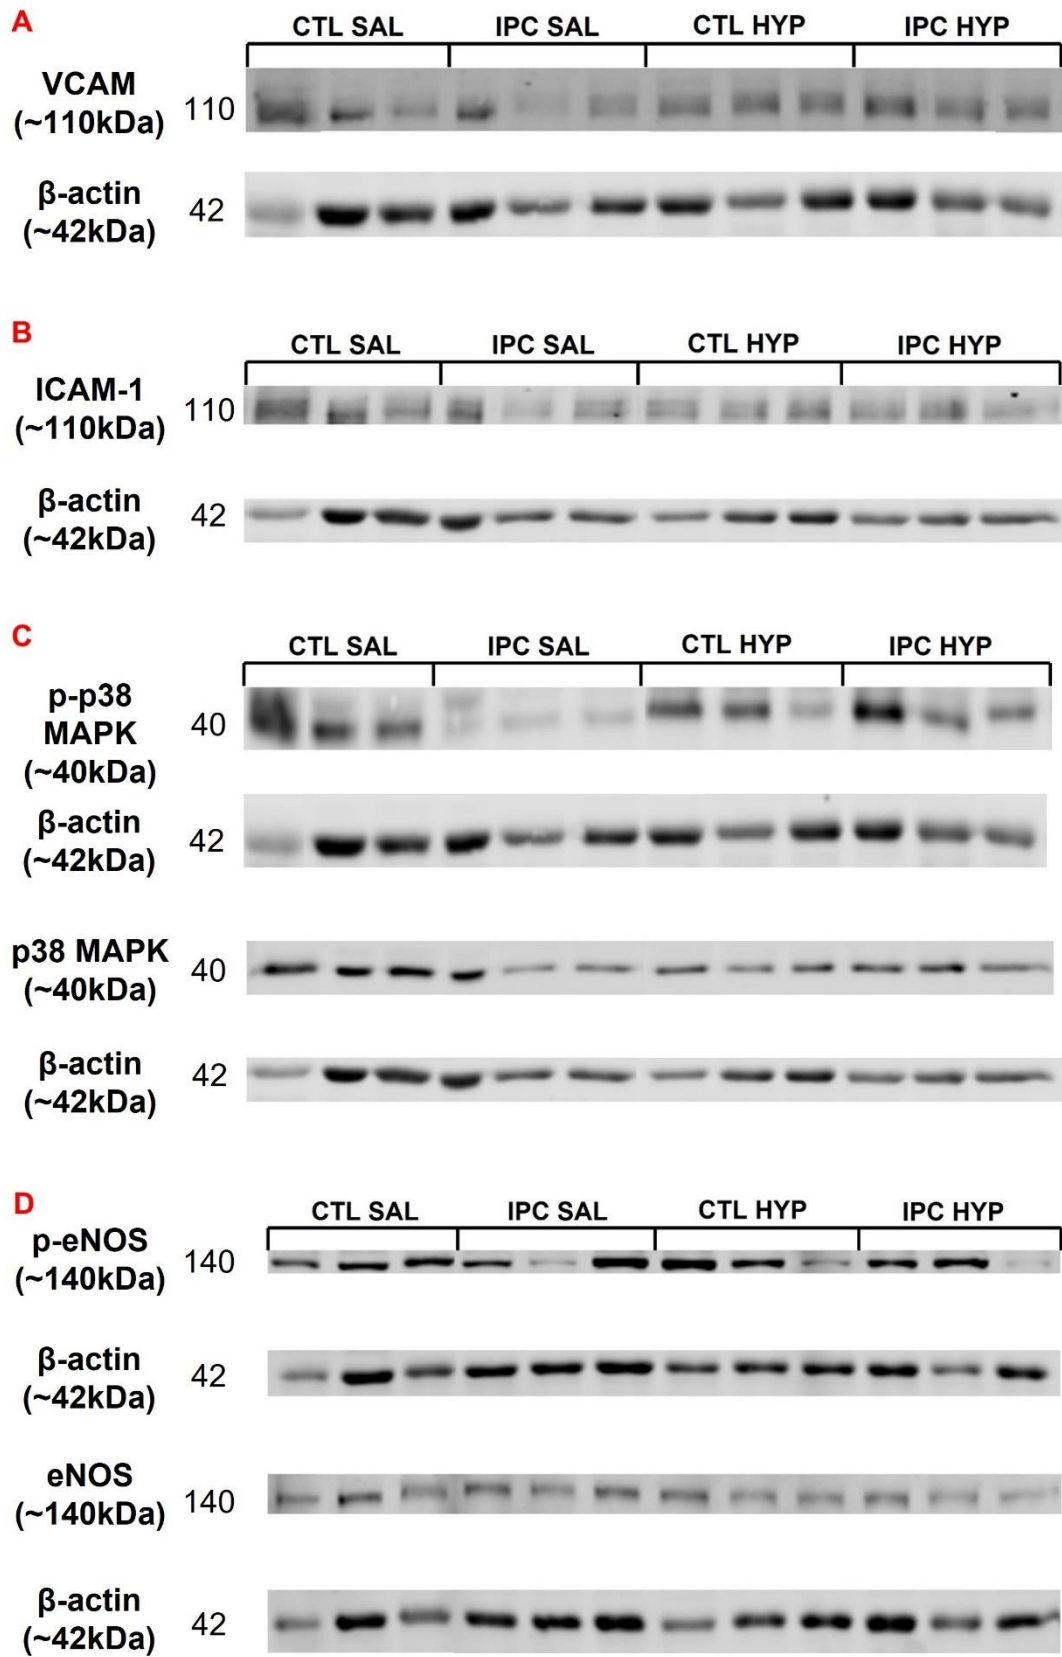 A
CTL SAL IPC SAL CTL HYP IPC HYP
VCAM
(~110kDa)
110
β-actin
(~42kDa)
42
B
CTL SAL IPC SAL CTL HYP IPC HYP
ICAM-1
(~110kDa)
110
β-actin
(~42kDa)
42
C
CTL SAL IPC SAL CTL HYP IPC HYP
p-p38
MAPK
(~40kDa)
40
β-actin
(~42kDa)
42
p38 MAPK
(~40kDa)
40
β-actin
(~42kDa)
42
D
CTL SAL IPC SAL CTL HYP IPC HYP
p-eNOS
(~140kDa)
140
β-actin
(~42kDa)
42
eNOS
(~140kDa)
140
β-actin
(~42kDa)
42